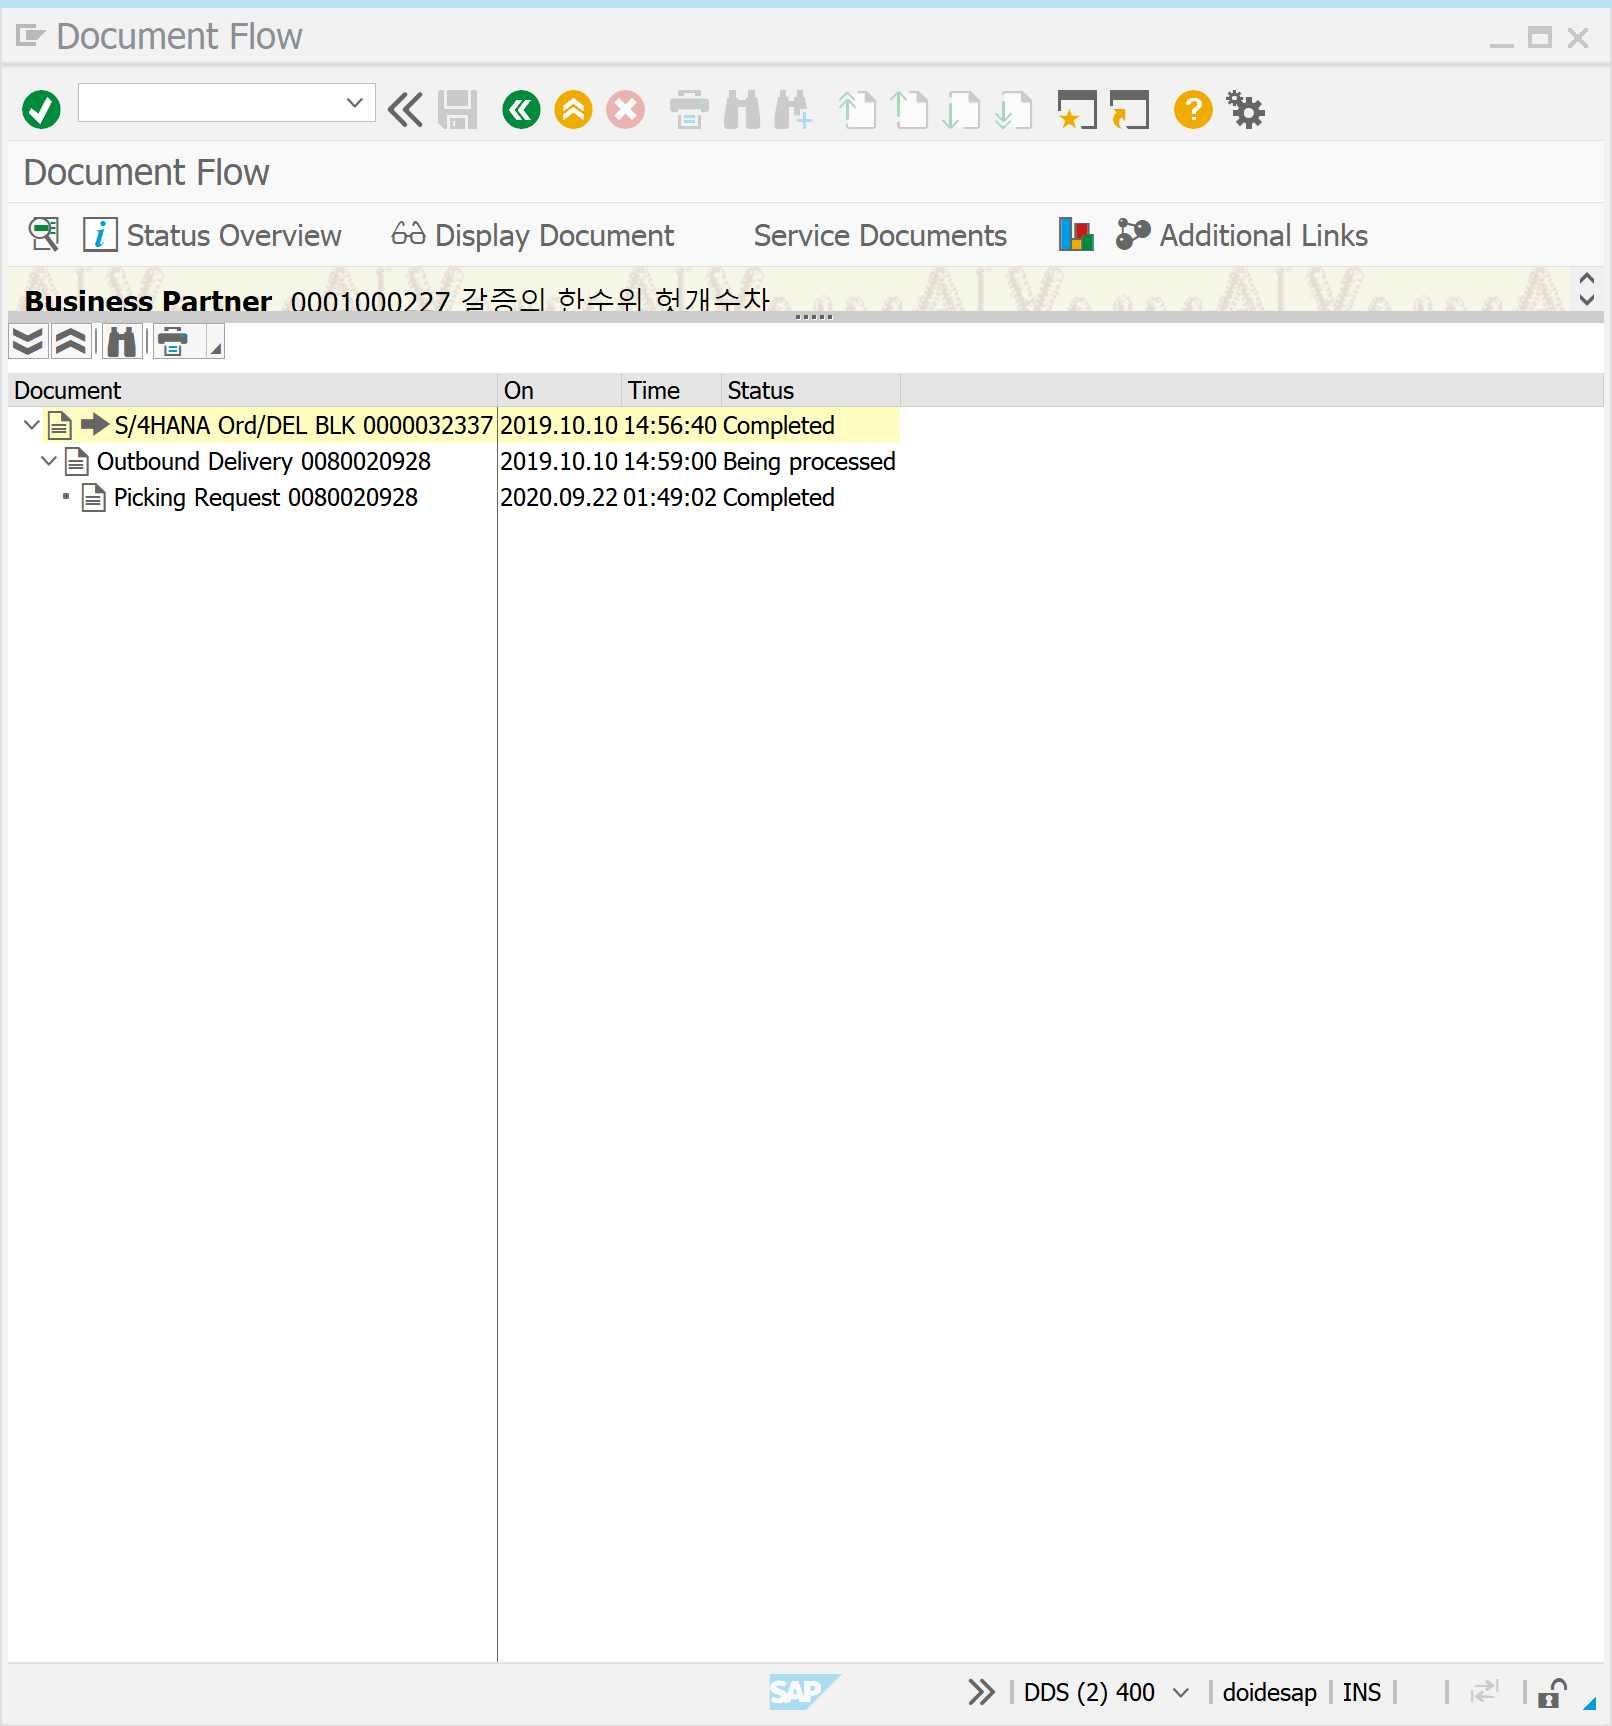 Document Flow
Document Flow
Status Overview Display Document Service Documents Additional Links
Business Partner 0001000227 갈증의 한수위 헛개수차
Document On Time Status
S/4HANA Ord/DEL BLK 0000032337 2019.10.10 14:56:40 Completed
Outbound Delivery 0080020928 2019.10.10 14:59:00 Being processed
Picking Request 0080020928 2020.09.22 01:49:02 Completed
SAP DDS (2) 400 doidesap INS